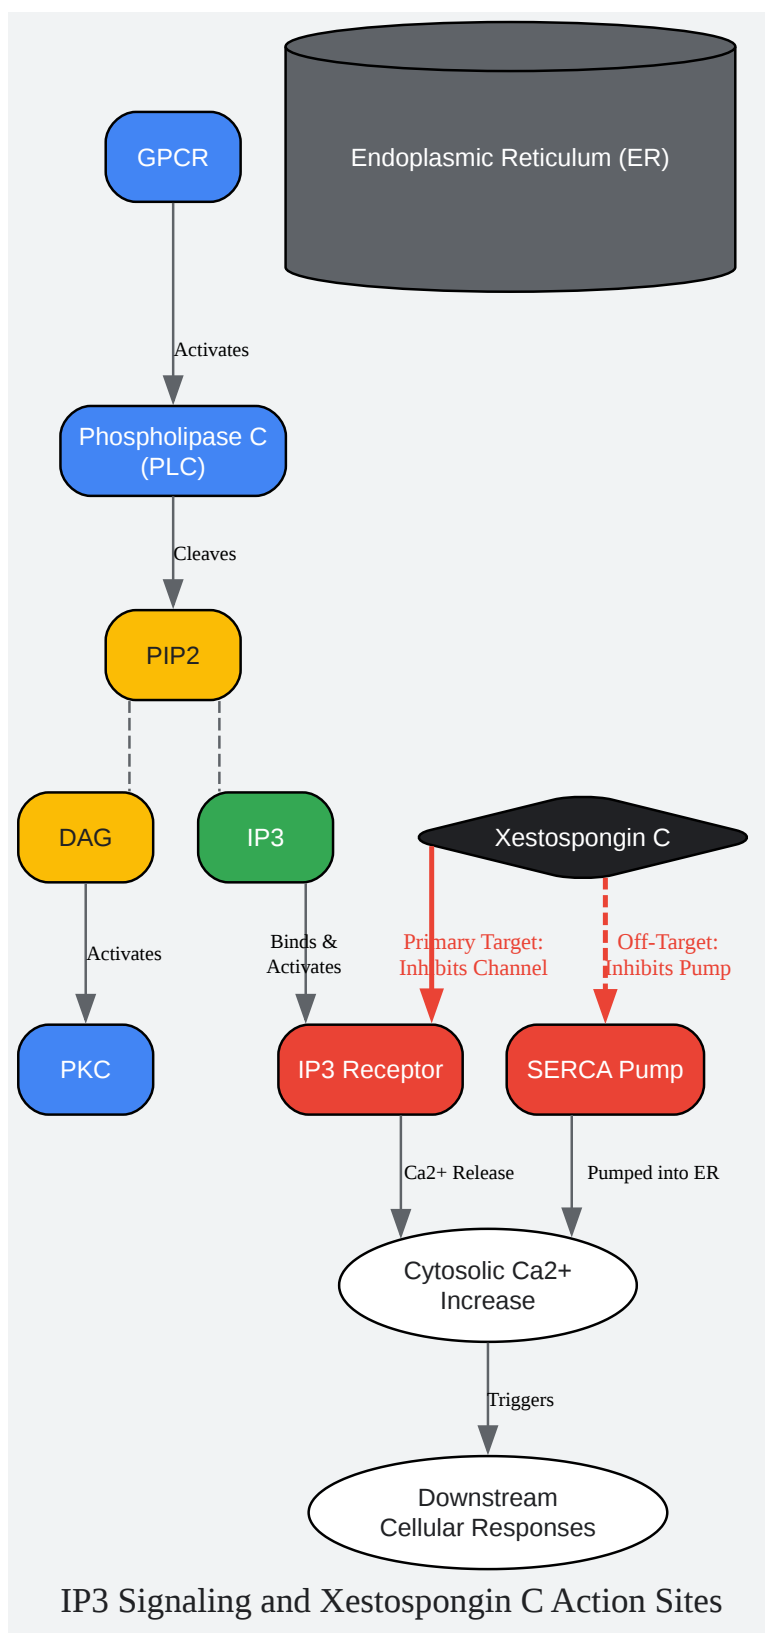 Endoplasmic Reticulum (ER)
GPCR
Activates
Phospholipase C
(PLC)
Cleaves
PIP2
DAG
IP3
Xestospongin C
Activates
Binds &
Activates
Primary Target:
Inhibits Channel
Off-Target:
Inhibits Pump
PKC
IP3 Receptor
SERCA Pump
Ca2+ Release
Pumped into ER
Cytosolic Ca2+
Increase
Triggers
Downstream
Cellular Responses
IP3 Signaling and Xestospongin C Action Sites